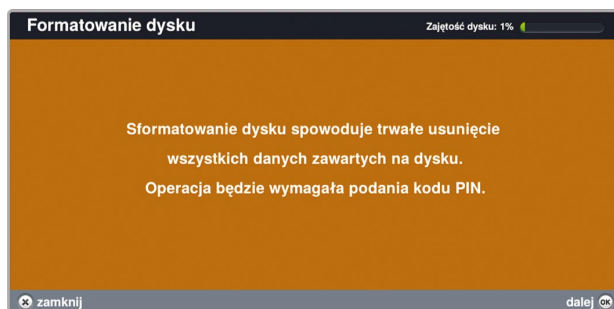 Formatowanie dysku
Zajętość dysku: 1%
Sformatowanie dysku spowoduje trwałe usunięcie
wszystkich danych zawartych na dysku.
Operacja będzie wymagała podania kodu PIN.
zamknij
dalej OK